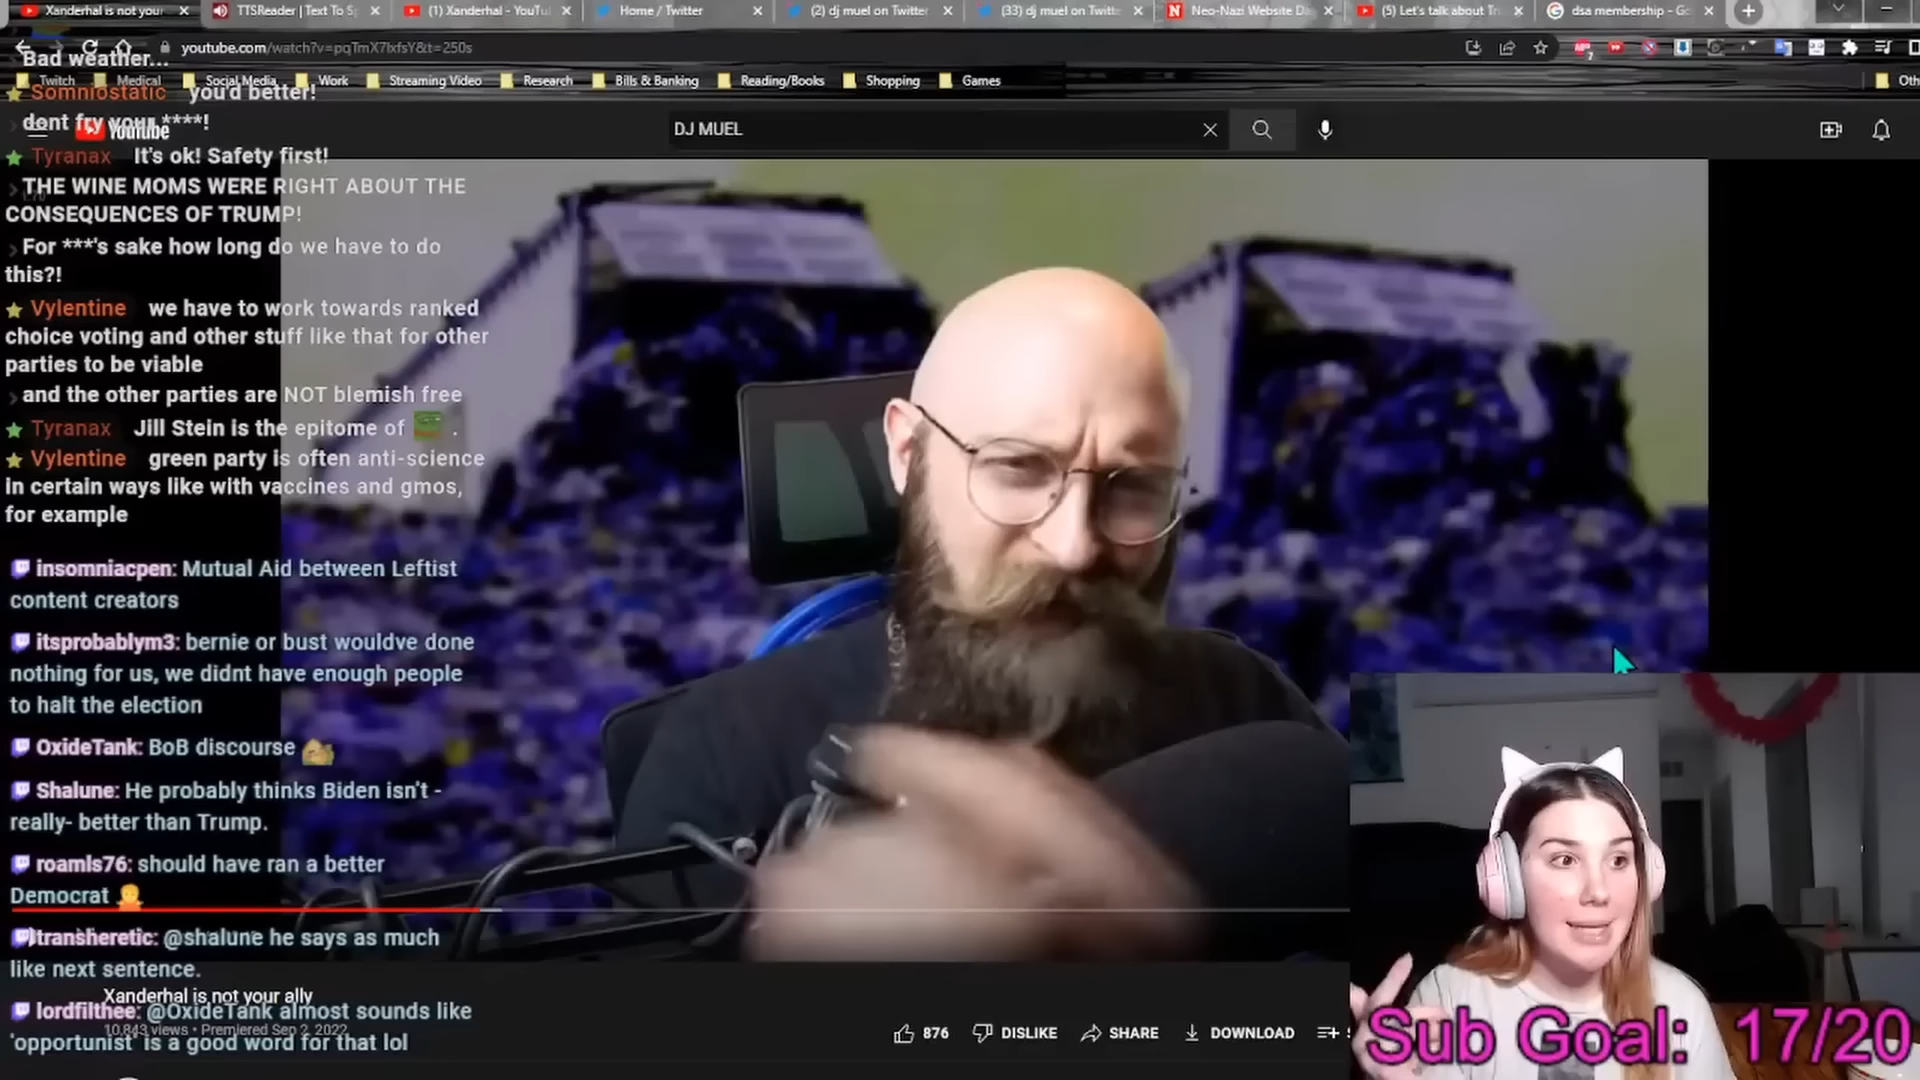 Xanderhal is not your
TTSReader | Text To S
(1) Xanderhal - YouTu
Home / Twitter
(2) dj muel on Twitter
(33) dj muel on Twitte
Neo-Nazi Website Da
(5) Let's talk about Tr
dsa membership - Go
youtube.com/watch?v=pqTmX7lxfsY&t=250s
Twitch
Medical
Social Media
Work
Streaming Video
Research
Bills & Banking
Reading/Books
Shopping
Games
Oth
YouTube
DJ MUEL
Bad weather...
Somniostatic you'd better!
dont fry your ****!
Tyranax It's ok! Safety first!
THE WINE MOMS WERE RIGHT ABOUT THE
CONSEQUENCES OF TRUMP!
For ***'s sake how long do we have to do
this?!
Vylentine we have to work towards ranked
choice voting and other stuff like that for other
parties to be viable
and the other parties are NOT blemish free
Tyranax Jill Stein is the epitome of .
Vylentine green party is often anti-science
in certain ways like with vaccines and gmos,
for example
insomniacpen: Mutual Aid between Leftist
content creators
itsprobablym3: bernie or bust wouldve done
nothing for us, we didnt have enough people
to halt the election
OxideTank: BoB discourse
Shalune: He probably thinks Biden isn't -
really- better than Trump.
roamls76: should have ran a better
Democrat
transheretic: @shalune he says as much
like next sentence.
lordfilthee: @OxideTank almost sounds like
'opportunist' is a good word for that lol
Xanderhal is not your ally
10,843 views • Premiered Sep 2, 2022
876
DISLIKE
SHARE
DOWNLOAD
S
Sub Goal: 17/20